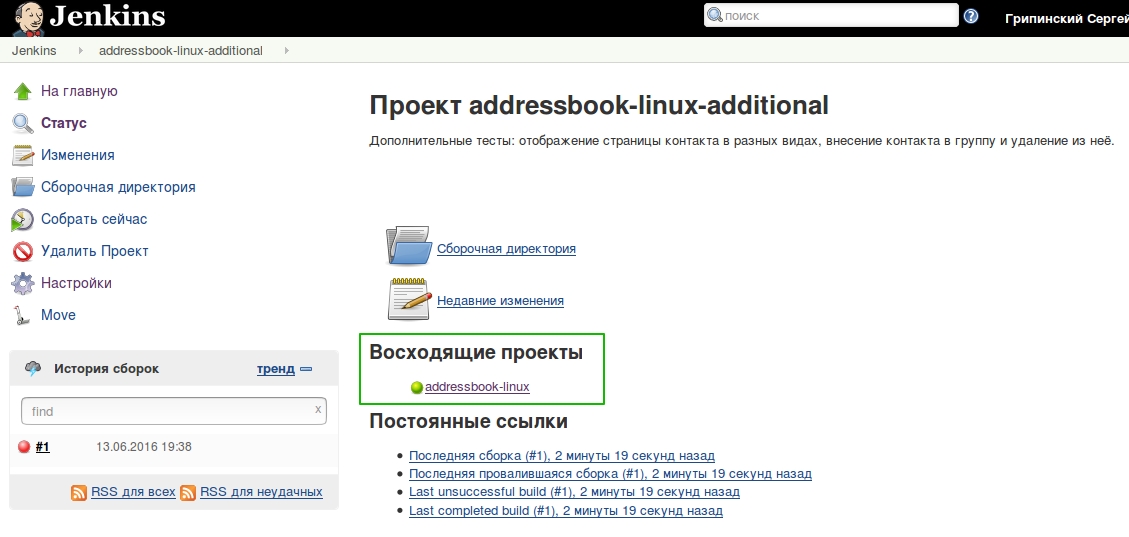 Jenkins
поиск
Грипинский Сергей
Jenkins addressbook-linux-additional
На главную
Статус
Изменения
Сборочная директория
Собрать сейчас
Удалить Проект
Настройки
Move
История сборок тренд
find x
#1 13.06.2016 19:38
RSS для всех RSS для неудачных
Проект addressbook-linux-additional
Дополнительные тесты: отображение страницы контакта в разных видах, внесение контакта в группу и удаление из неё.
Сборочная директория
Недавние изменения
Восходящие проекты
addressbook-linux
Постоянные ссылки
Последняя сборка (#1), 2 минуты 19 секунд назад
Последняя провалившаяся сборка (#1), 2 минуты 19 секунд назад
Last unsuccessful build (#1), 2 минуты 19 секунд назад
Last completed build (#1), 2 минуты 19 секунд назад